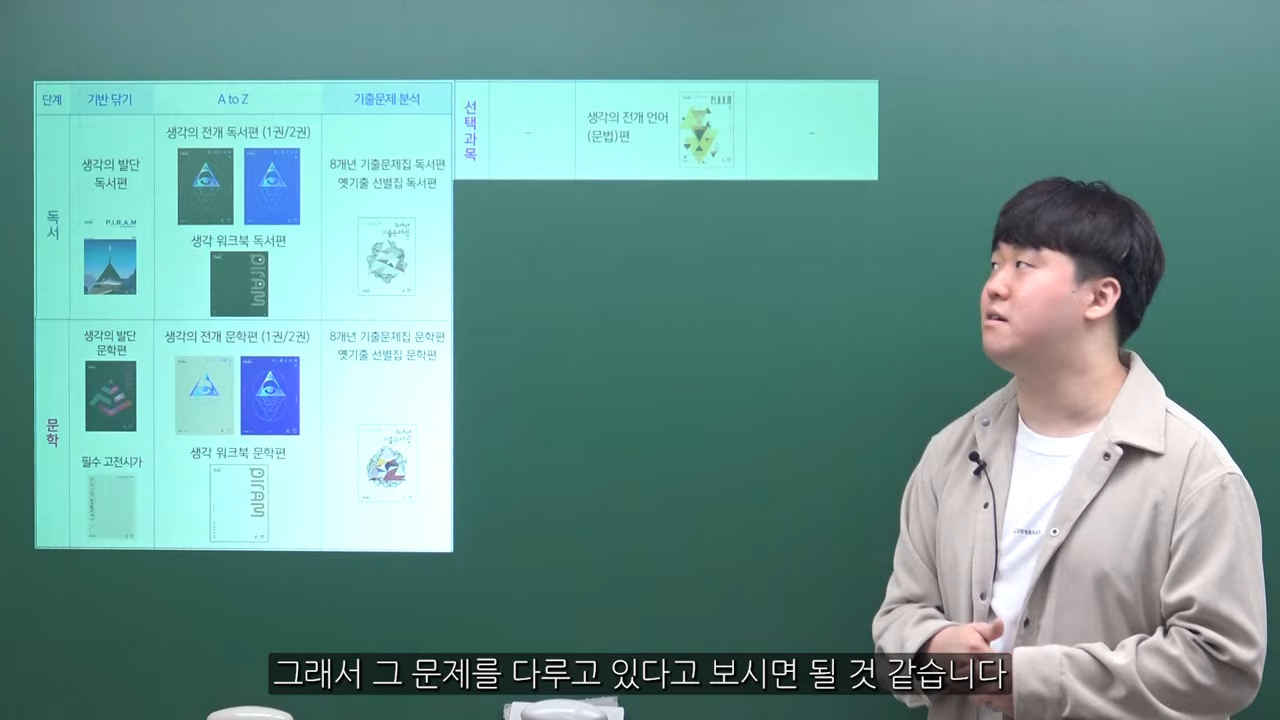 단계
기반 닦기
A to Z
기출문제 분석
독서
생각의 발단
독서편
P.I.R.A.M
생각의 전개 독서편 (1권/2권)
생각 워크북 독서편
PIRAM
8개년 기출문제집 독서편
옛기출 선별집 독서편
문학
생각의 발단
문학편
필수 고전시가
생각의 전개 문학편 (1권/2권)
생각 워크북 문학편
PIRAM
8개년 기출문제집 문학편
옛기출 선별집 문학편
선택과목
–
생각의 전개 언어
(문법)편
P.I.R.A.M
–
그래서 그 문제를 다루고 있다고 보시면 될 것 같습니다